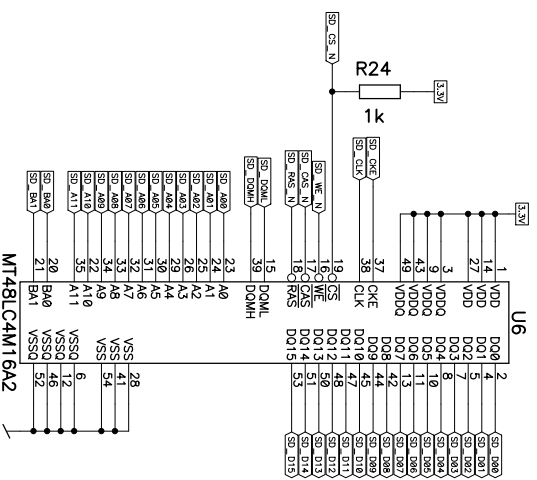 SD_CS_N
R24
1k
3.3V
3.3V
U6
1 VDD
14 VDD
27 VDD
3 VDDQ
9 VDDQ
43 VDDQ
49 VDDQ
SD_CKE 37 CKE
SD_CLK 38 CLK
19 CS
SD_WE_N 16 WE
SD_CAS_N 17 CAS
SD_RAS_N 18 RAS
SD_DQML 15 DQML
SD_DQMH 39 DQMH
SD_A00 23 A0
SD_A01 24 A1
SD_A02 25 A2
SD_A03 26 A3
SD_A04 29 A4
SD_A05 30 A5
SD_A06 31 A6
SD_A07 32 A7
SD_A08 33 A8
SD_A09 34 A9
SD_A10 22 A10
SD_A11 35 A11
SD_BA0 20 BA0
SD_BA1 21 BA1
DQ0 2 SD_D00
DQ1 4 SD_D01
DQ2 5 SD_D02
DQ3 7 SD_D03
DQ4 8 SD_D04
DQ5 10 SD_D05
DQ6 11 SD_D06
DQ7 13 SD_D07
DQ8 42 SD_D08
DQ9 44 SD_D09
DQ10 45 SD_D10
DQ11 47 SD_D11
DQ12 48 SD_D12
DQ13 50 SD_D13
DQ14 51 SD_D14
DQ15 53 SD_D15
VSS 28
VSS 41
VSS 54
VSSQ 6
VSSQ 12
VSSQ 46
VSSQ 52
MT48LC4M16A2